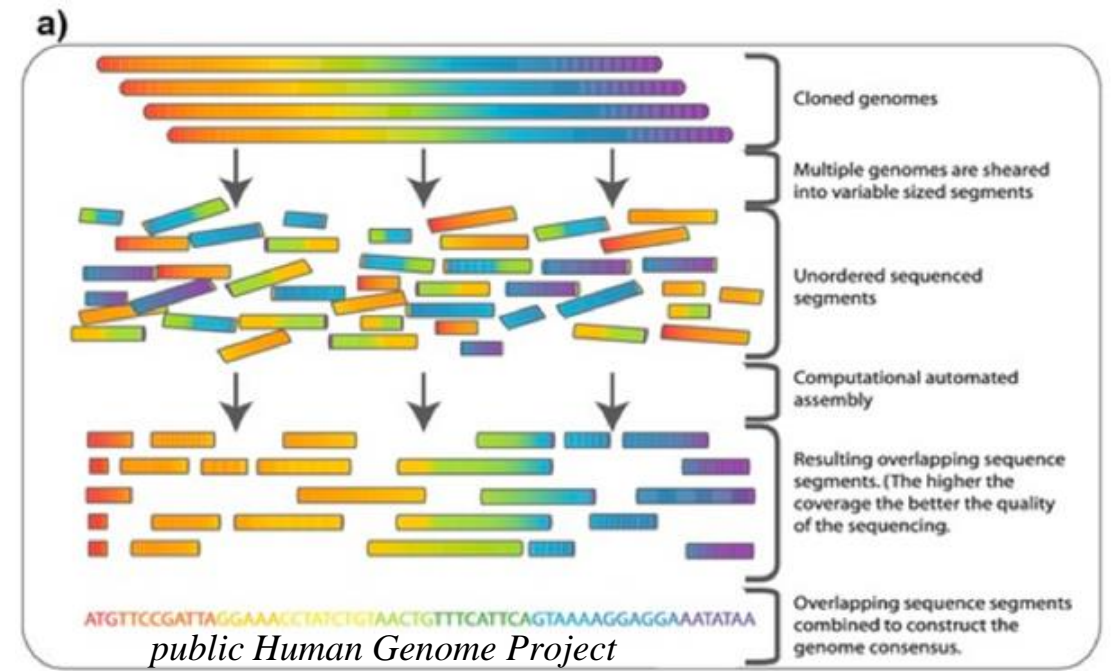 a)
Cloned genomes
Multiple genomes are sheared
into variable sized segments
Unordered sequenced
segments
Computational automated
assembly
Resulting overlapping sequence
segments. (The higher the
coverage the better the quality
of the sequencing.
ATGTTCCGATTAGGAAACCTATCTGTAACTGTTTCATTCAGTAAAAGGAGGAAATATAA
Overlapping sequence segments
combined to construct the
genome consensus.
public Human Genome Project